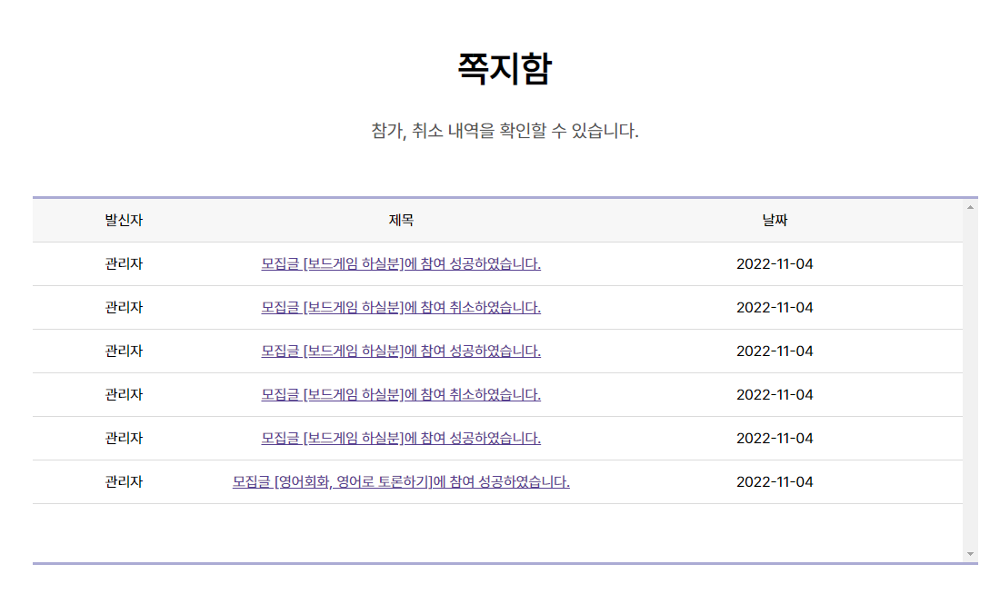 쪽지함
참가, 취소 내역을 확인할 수 있습니다.
발신자 제목 날짜
관리자 모집글 [보드게임 하실분]에 참여 성공하였습니다. 2022-11-04
관리자 모집글 [보드게임 하실분]에 참여 취소하였습니다. 2022-11-04
관리자 모집글 [보드게임 하실분]에 참여 성공하였습니다. 2022-11-04
관리자 모집글 [보드게임 하실분]에 참여 취소하였습니다. 2022-11-04
관리자 모집글 [보드게임 하실분]에 참여 성공하였습니다. 2022-11-04
관리자 모집글 [영어회화, 영어로 토론하기]에 참여 성공하였습니다. 2022-11-04